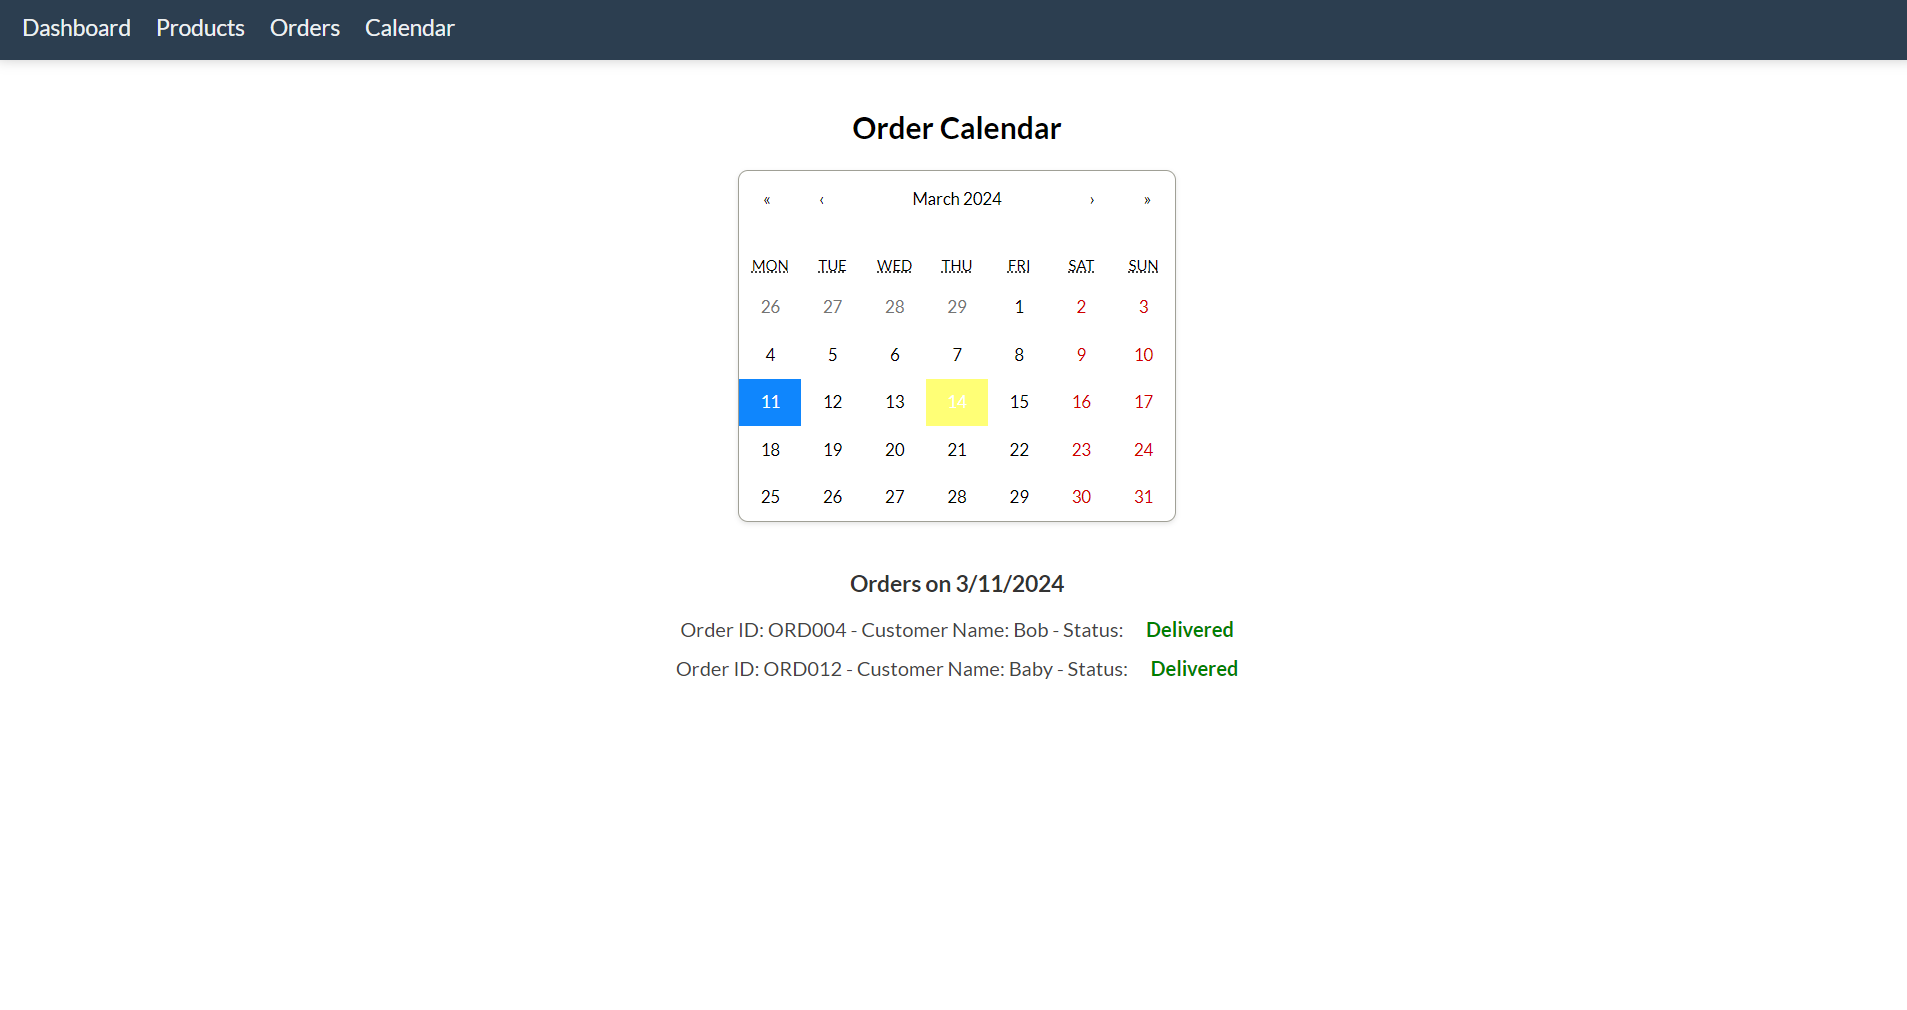 Dashboard Products Orders Calendar
Order Calendar
« ‹ March 2024 › »
MON TUE WED THU FRI SAT SUN
26 27 28 29 1 2 3
4 5 6 7 8 9 10
11 12 13 14 15 16 17
18 19 20 21 22 23 24
25 26 27 28 29 30 31
Orders on 3/11/2024
Order ID: ORD004 - Customer Name: Bob - Status: Delivered
Order ID: ORD012 - Customer Name: Baby - Status: Delivered